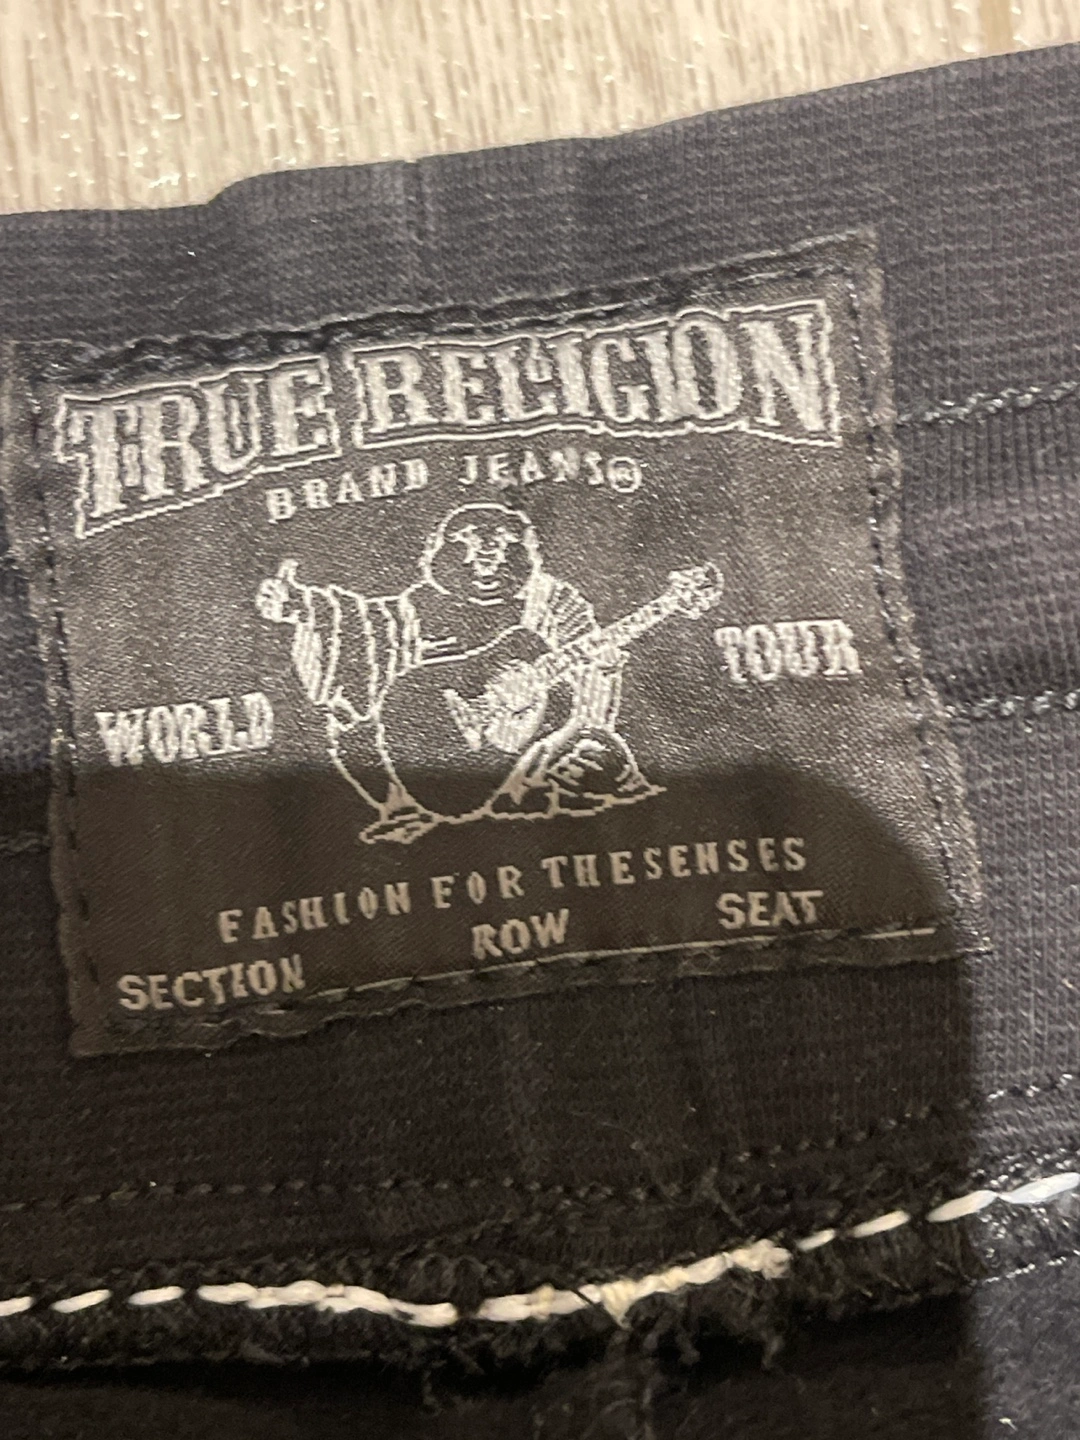 TRUE RELIGION
BRAND JEANS®
WORLD TOUR
FASHION FOR THESENSES
SECTION ROW SEAT